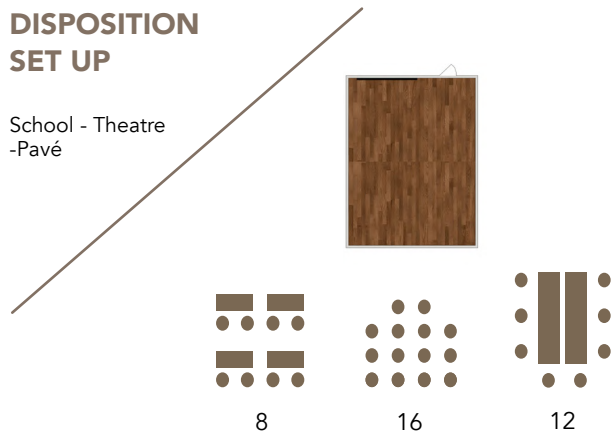 DISPOSITION
SET UP
School - Theatre
-Pavé
8
16
12